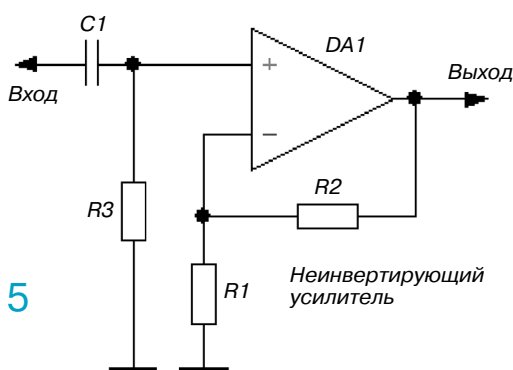 C1
DA1
Вход
+
Выход
−
R2
R3
5
R1
Неинвертирующий
усилитель